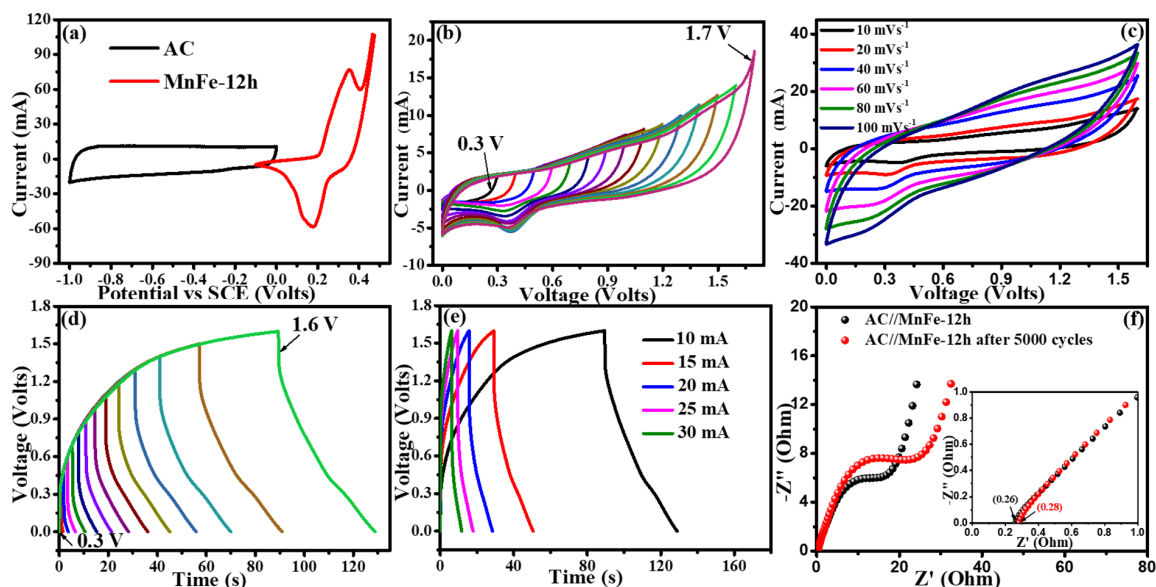 (a)
AC
MnFe-12h
120
90
60
30
0
-30
-60
-90
Current (mA)
-1.0 -0.8 -0.6 -0.4 -0.2 0.0 0.2 0.4
Potential vs SCE (Volts)
(b)
1.7 V
0.3 V
20
15
10
5
0
-5
-10
Current (mA)
0.0 0.3 0.6 0.9 1.2 1.5
Voltage (Volts)
(c)
10 mVs-1
20 mVs-1
40 mVs-1
60 mVs-1
80 mVs-1
100 mVs-1
40
20
0
-20
-40
Current (mA)
0.0 0.3 0.6 0.9 1.2 1.5
Voltage (Volts)
(d)
1.6 V
0.3 V
1.8
1.5
1.2
0.9
0.6
0.3
0.0
Voltage (Volts)
0 20 40 60 80 100 120
Time (s)
(e)
10 mA
15 mA
20 mA
25 mA
30 mA
1.8
1.5
1.2
0.9
0.6
0.3
0.0
Voltage (Volts)
0 40 80 120 160
Time (s)
(f)
AC//MnFe-12h
AC//MnFe-12h after 5000 cycles
-20
-16
-12
-8
-4
0
-Z'' (Ohm)
0 20 40 60 80
Z' (Ohm)
1.0
0.8
0.6
0.4
0.2
0.0
-Z'' (Ohm)
(0.26)
(0.28)
0.0 0.2 0.4 0.6 0.8 1.0
Z' (Ohm)